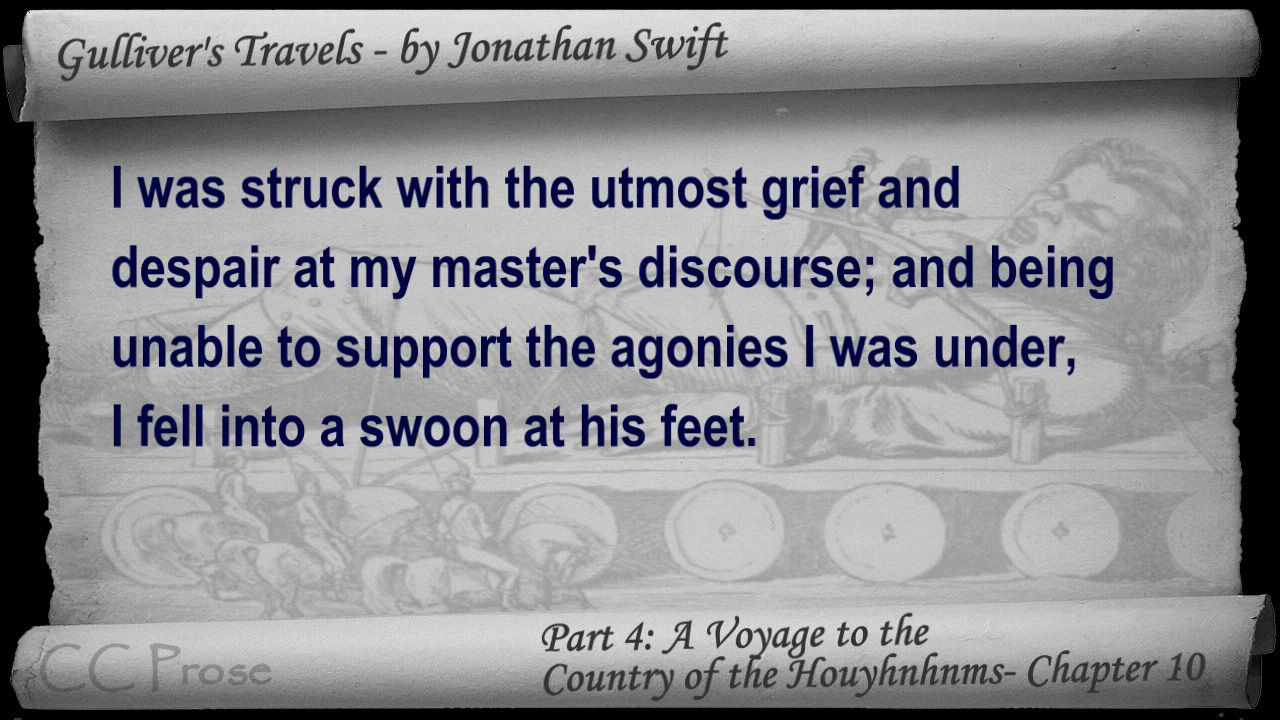 Gulliver's Travels - by Jonathan Swift
I was struck with the utmost grief and
despair at my master's discourse; and being
unable to support the agonies I was under,
I fell into a swoon at his feet.
Part 4: A Voyage to the
Country of the Houyhnhnms- Chapter 10
CC Prose